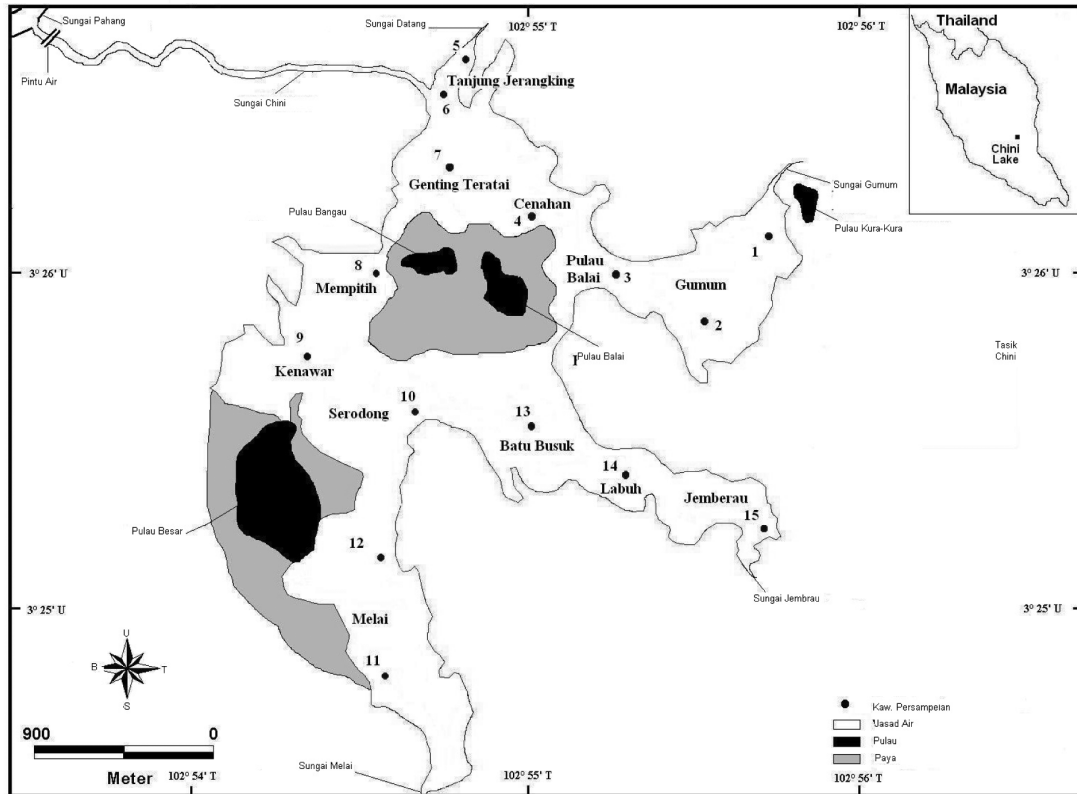 Sungai Pahang
Sungai Datang
102° 55' T
102° 56' T
Thailand
Malaysia
Chini
Lake
Pintu Air
Sungai Chini
5
Tanjung Jerangking
6
7
Genting Teratai
Cenahan
4
Sungai Gumum
Pulau Kura-Kura
Pulau Bangau
1
3° 26' U
8
Mempitih
Pulau
Balai
3
Gumum
2
3° 26' U
9
Kenawar
Pulau Balai
I
Tasik
Chini
10
Serodong
13
Batu Busuk
14
Labuh
Jemberau
15
Pulau Besar
12
Sungai Jembrau
3° 25' U
3° 25' U
Melai
11
U
B
T
S
900
0
Meter
Sungai Melai
Kaw. Persampelan
Jasad Air
Pulau
Paya
102° 54' T
102° 55' T
102° 56' T